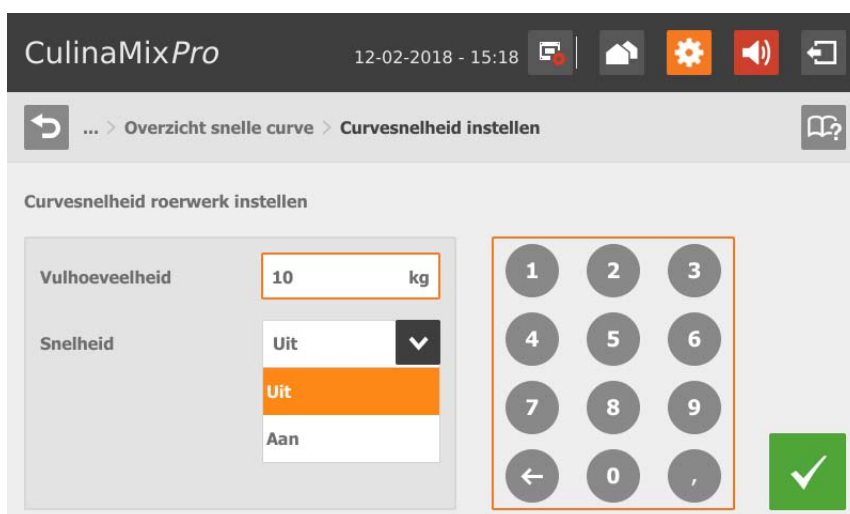 CulinaMixPro 12-02-2018 - 15:18
... > Overzicht snelle curve > Curvesnelheid instellen
?
Curvesnelheid roerwerk instellen
Vulhoeveelheid 10 kg
Snelheid Uit
Uit
Aan
1 2 3
4 5 6
7 8 9
← 0 ,